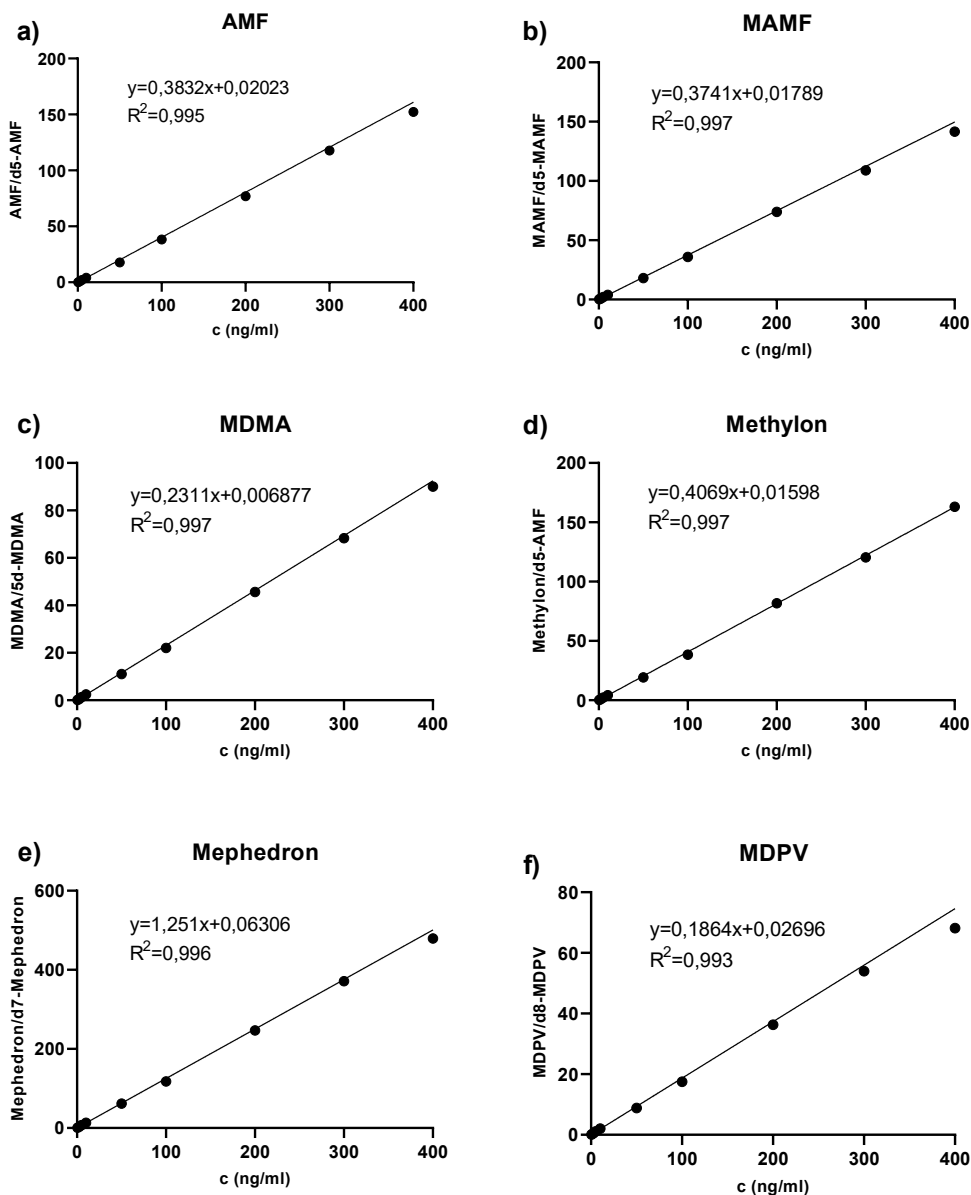 a)
AMF
y=0,3832x+0,02023
R²=0,995
AMF/d5-AMF
200
150
100
50
0
0 100 200 300 400
c (ng/ml)
b)
MAMF
y=0,3741x+0,01789
R²=0,997
MAMF/d5-MAMF
200
150
100
50
0
0 100 200 300 400
c (ng/ml)
c)
MDMA
y=0,2311x+0,006877
R²=0,997
MDMA/5d-MDMA
100
80
60
40
20
0
0 100 200 300 400
c (ng/ml)
d)
Methylon
y=0,4069x+0,01598
R²=0,997
Methylon/d5-AMF
200
150
100
50
0
0 100 200 300 400
c (ng/ml)
e)
Mephedron
y=1,251x+0,06306
R²=0,996
Mephedron/d7-Mephedron
600
400
200
0
0 100 200 300 400
c (ng/ml)
f)
MDPV
y=0,1864x+0,02696
R²=0,993
MDPV/d8-MDPV
80
60
40
20
0
0 100 200 300 400
c (ng/ml)